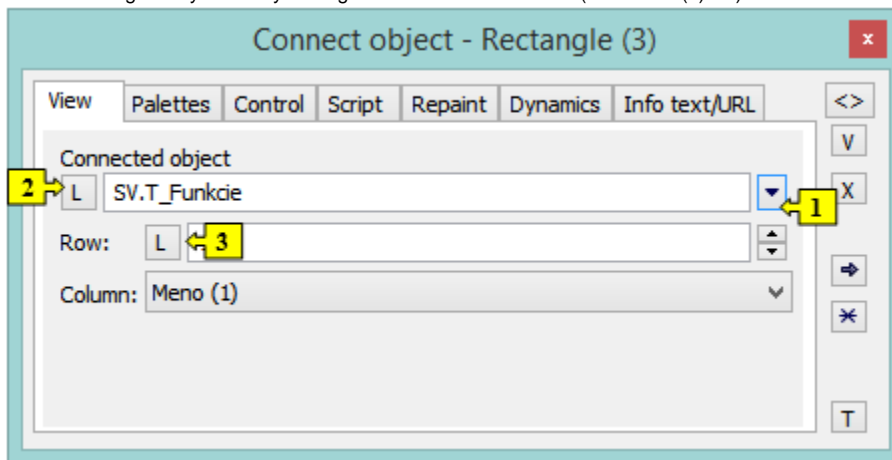 Connect object - Rectangle (3)
x
View Palettes Control Script Repaint Dynamics Info text/URL
<>
V
Connected object
2 L SV.T_Funkcie 1 X
Row: L 3
Column: Meno (1)
T